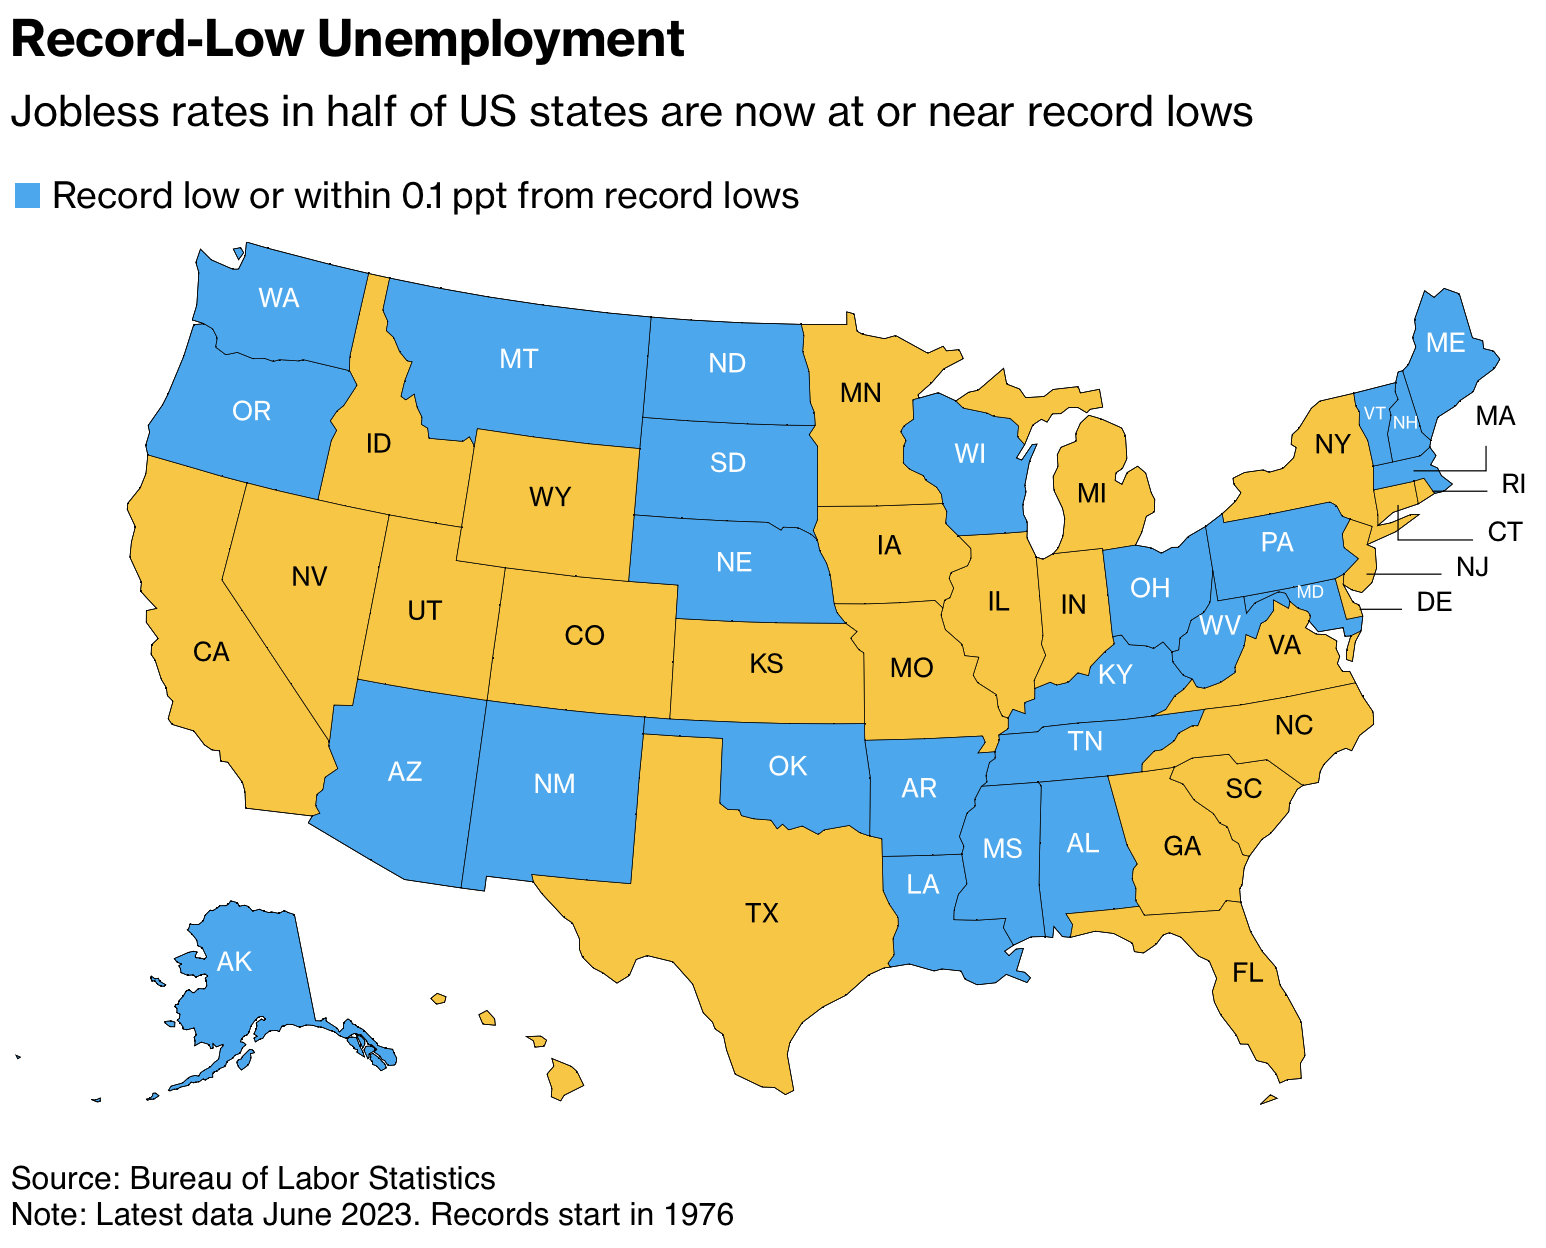 Record-Low Unemployment
Jobless rates in half of US states are now at or near record lows
Record low or within 0.1 ppt from record lows
WA
MT
ND
ME
OR
ID
MN
VT
NH
MA
SD
WI
NY
WY
MI
RI
IA
PA
CT
NV
NE
NJ
UT
IL
IN
OH
MD
DE
CA
CO
KS
MO
WV
VA
KY
NC
TN
AZ
NM
OK
AR
SC
MS
AL
GA
LA
TX
AK
FL
Source: Bureau of Labor Statistics
Note: Latest data June 2023. Records start in 1976